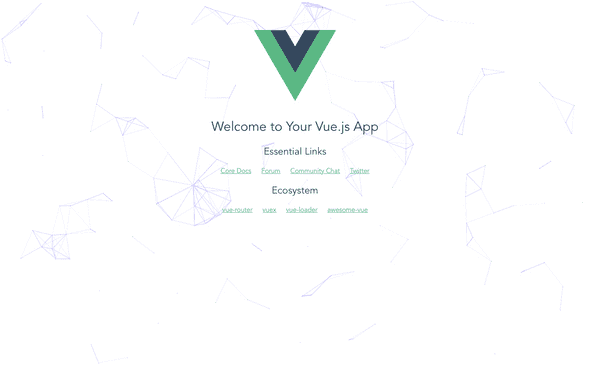 Welcome to Your Vue.js App
Essential Links
Core Docs Forum Community Chat Twitter
Ecosystem
vue-router vuex vue-loader awesome-vue